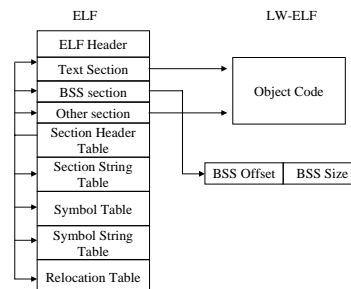 ELF
LW-ELF
ELF Header
Text Section
BSS section
Other section
Section Header
Table
Section String
Table
Symbol Table
Symbol String
Table
Relocation Table
Object Code
BSS Offset
BSS Size